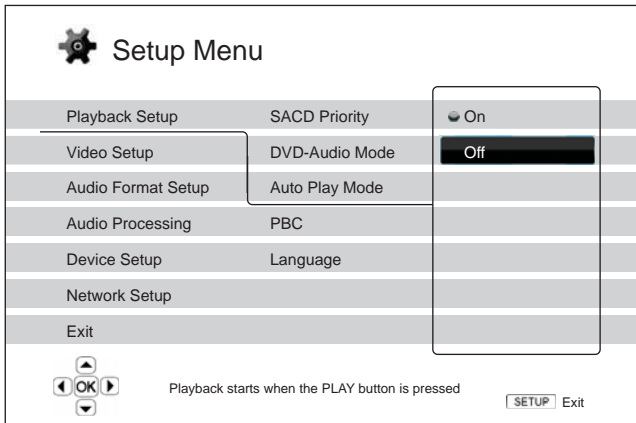 Setup Menu
Playback Setup SACD Priority On
Video Setup DVD-Audio Mode Off
Audio Format Setup Auto Play Mode
Audio Processing PBC
Device Setup Language
Network Setup
Exit
OK Playback starts when the PLAY button is pressed
SETUP Exit